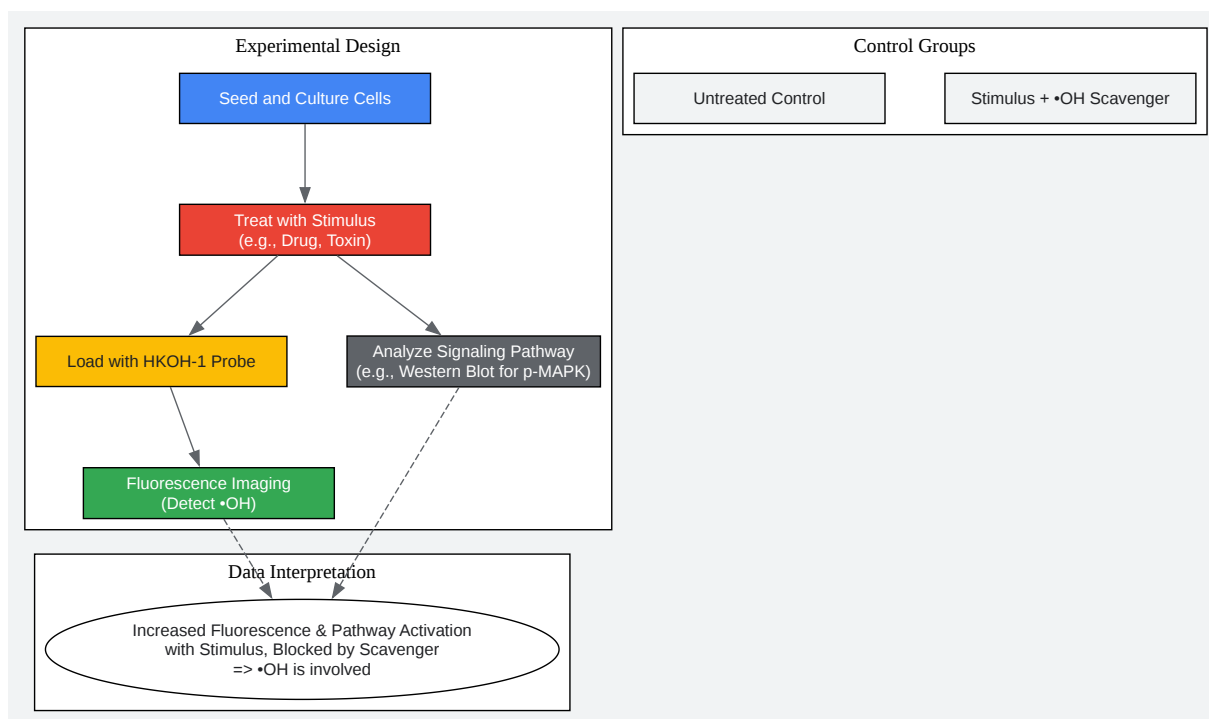 Experimental Design
Seed and Culture Cells
Treat with Stimulus
(e.g., Drug, Toxin)
Load with HKOH-1 Probe
Analyze Signaling Pathway
(e.g., Western Blot for p-MAPK)
Fluorescence Imaging
(Detect •OH)
Control Groups
Untreated Control
Stimulus + •OH Scavenger
Data Interpretation
Increased Fluorescence & Pathway Activation
with Stimulus, Blocked by Scavenger
=> •OH is involved